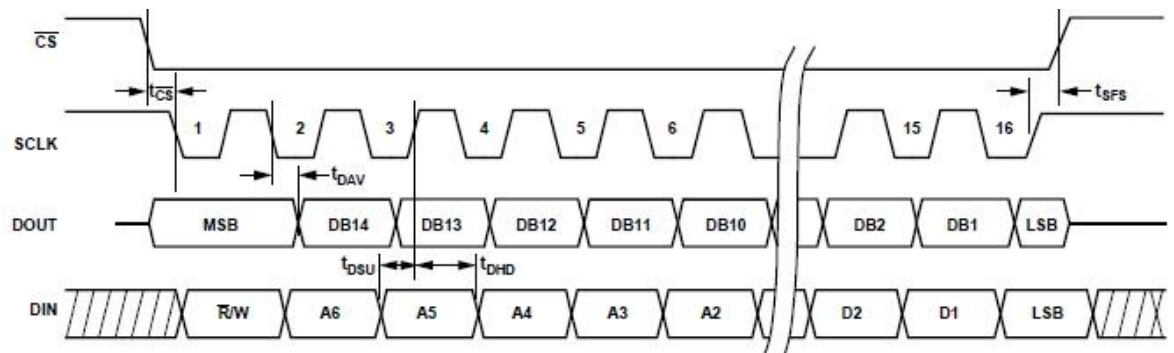 CS
tCS
tSFS
SCLK 1 2 3 4 5 6 15 16
tDAV
DOUT MSB DB14 DB13 DB12 DB11 DB10 DB2 DB1 LSB
tDSU tDHD
DIN R/W A6 A5 A4 A3 A2 D2 D1 LSB